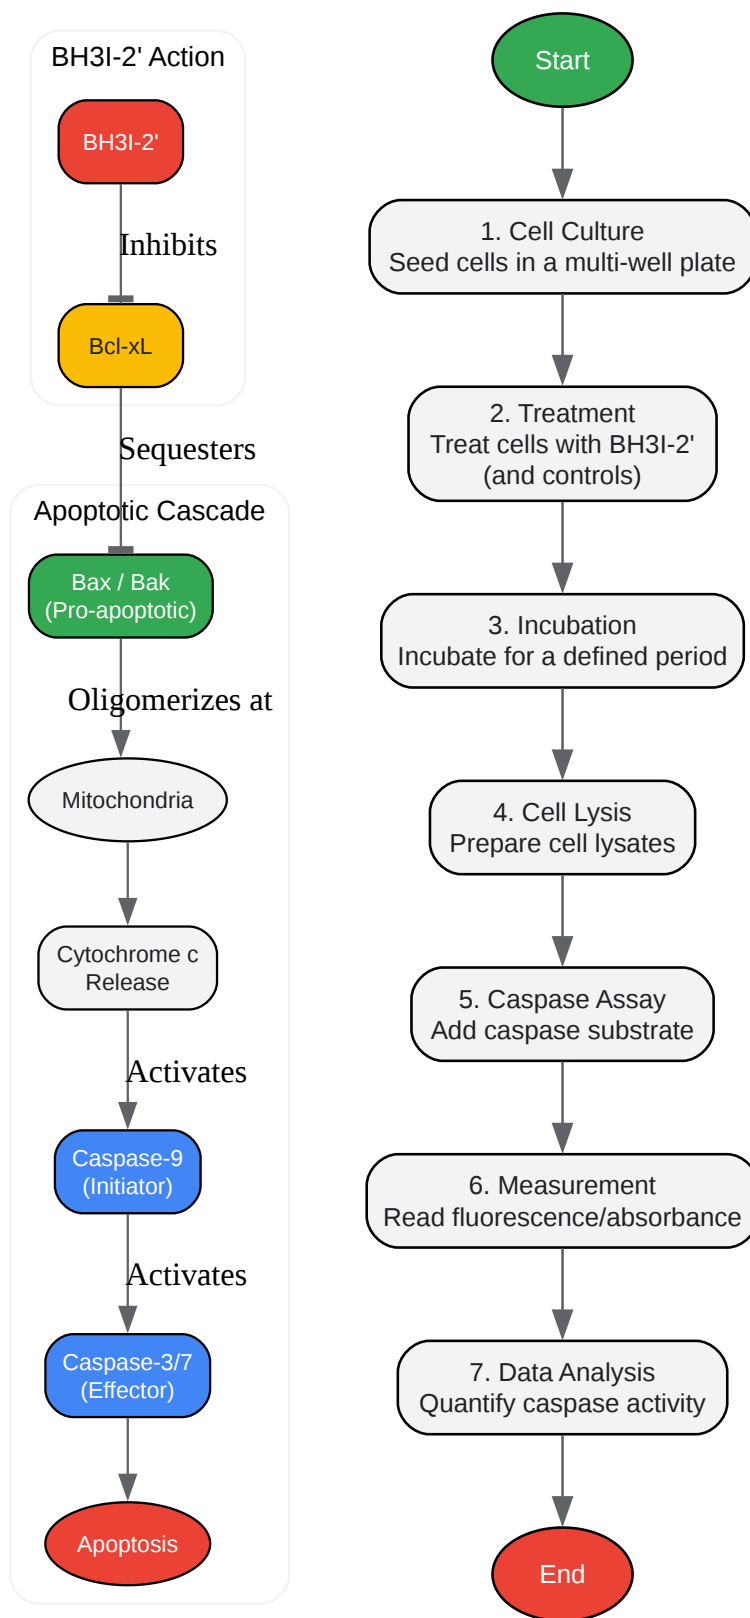 BH3I-2' Action
BH3I-2'
Inhibits
Bcl-xL
Sequesters
Apoptotic Cascade
Bax / Bak
(Pro-apoptotic)
Oligomerizes at
Mitochondria
Cytochrome c
Release
Activates
Caspase-9
(Initiator)
Activates
Caspase-3/7
(Effector)
Apoptosis
Start
1. Cell Culture
Seed cells in a multi-well plate
2. Treatment
Treat cells with BH3I-2'
(and controls)
3. Incubation
Incubate for a defined period
4. Cell Lysis
Prepare cell lysates
5. Caspase Assay
Add caspase substrate
6. Measurement
Read fluorescence/absorbance
7. Data Analysis
Quantify caspase activity
End